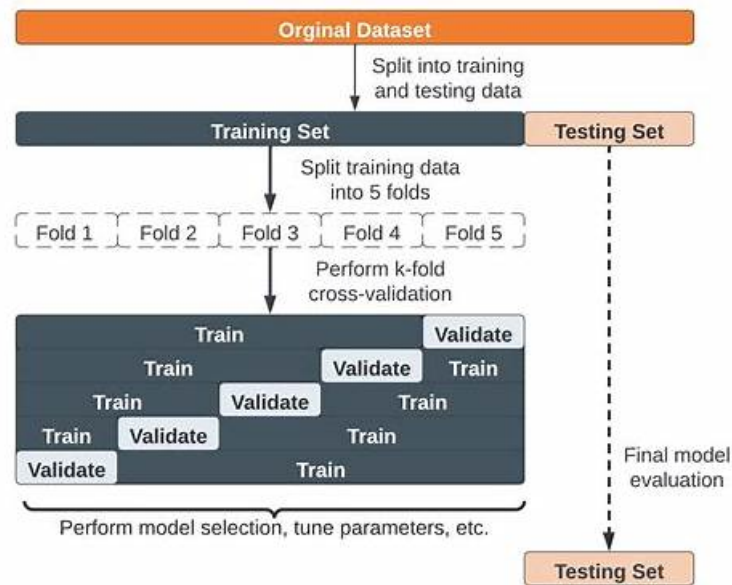 Orginal Dataset
Split into training
and testing data
Training Set
Testing Set
Split training data
into 5 folds
Fold 1 Fold 2 Fold 3 Fold 4 Fold 5
Perform k-fold
cross-validation
Train Validate
Train Validate Train
Train Validate Train
Train Validate Train
Validate Train
Final model
evaluation
Perform model selection, tune parameters, etc.
Testing Set